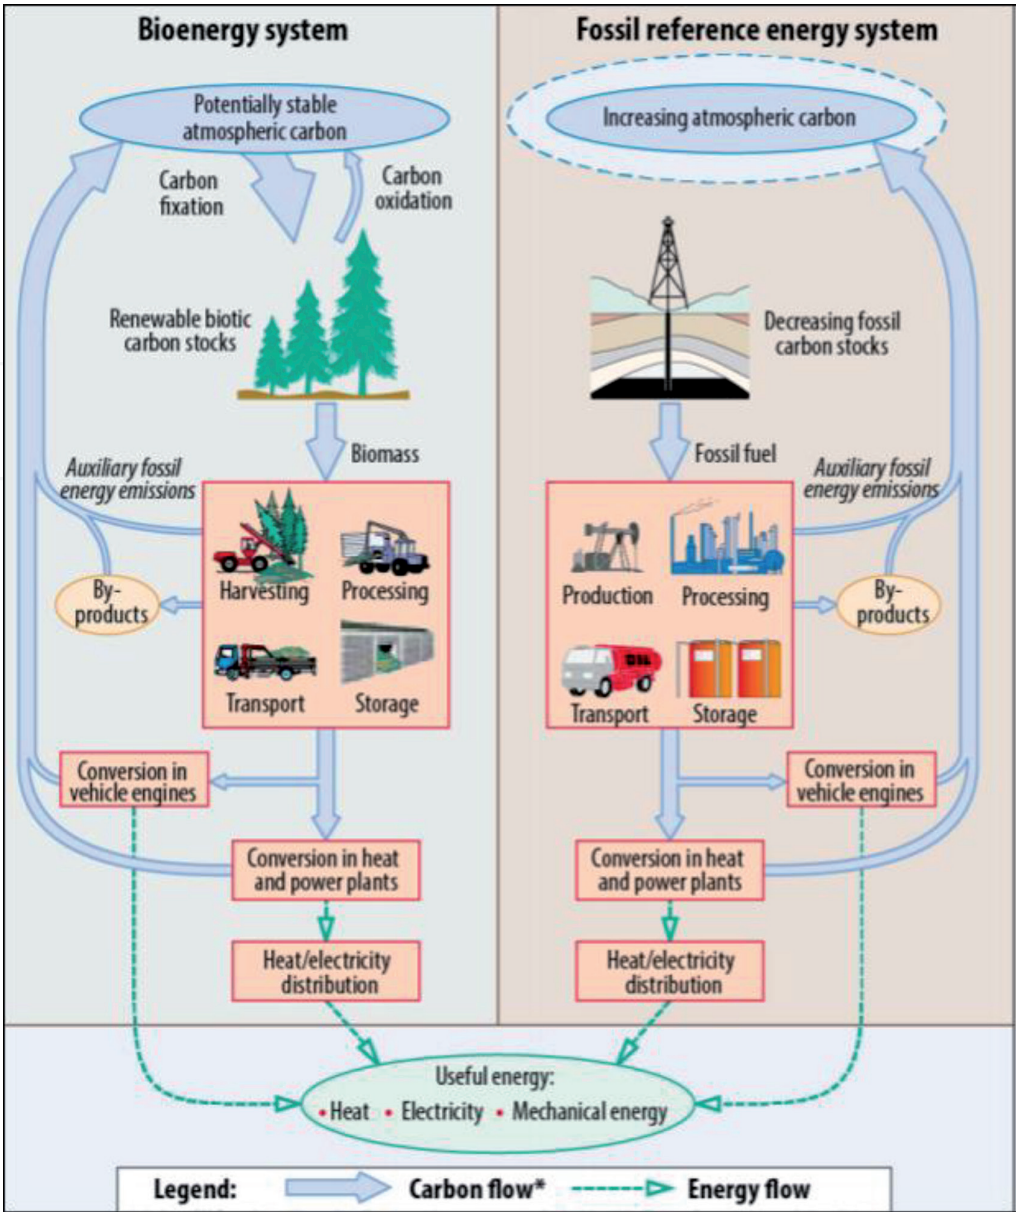 Bioenergy system
Potentially stable
atmospheric carbon
Carbon
fixation
Carbon
oxidation
Renewable biotic
carbon stocks
Biomass
Auxiliary fossil
energy emissions
Harvesting
Processing
By-
products
Transport
Storage
Conversion in
vehicle engines
Conversion in heat
and power plants
Heat/electricity
distribution
Fossil reference energy system
Increasing atmospheric carbon
Decreasing fossil
carbon stocks
Fossil fuel
Auxiliary fossil
energy emissions
Production
Processing
By-
products
OIL
Transport
Storage
Conversion in
vehicle engines
Conversion in heat
and power plants
Heat/electricity
distribution
Useful energy:
• Heat • Electricity • Mechanical energy
Legend: Carbon flow* Energy flow